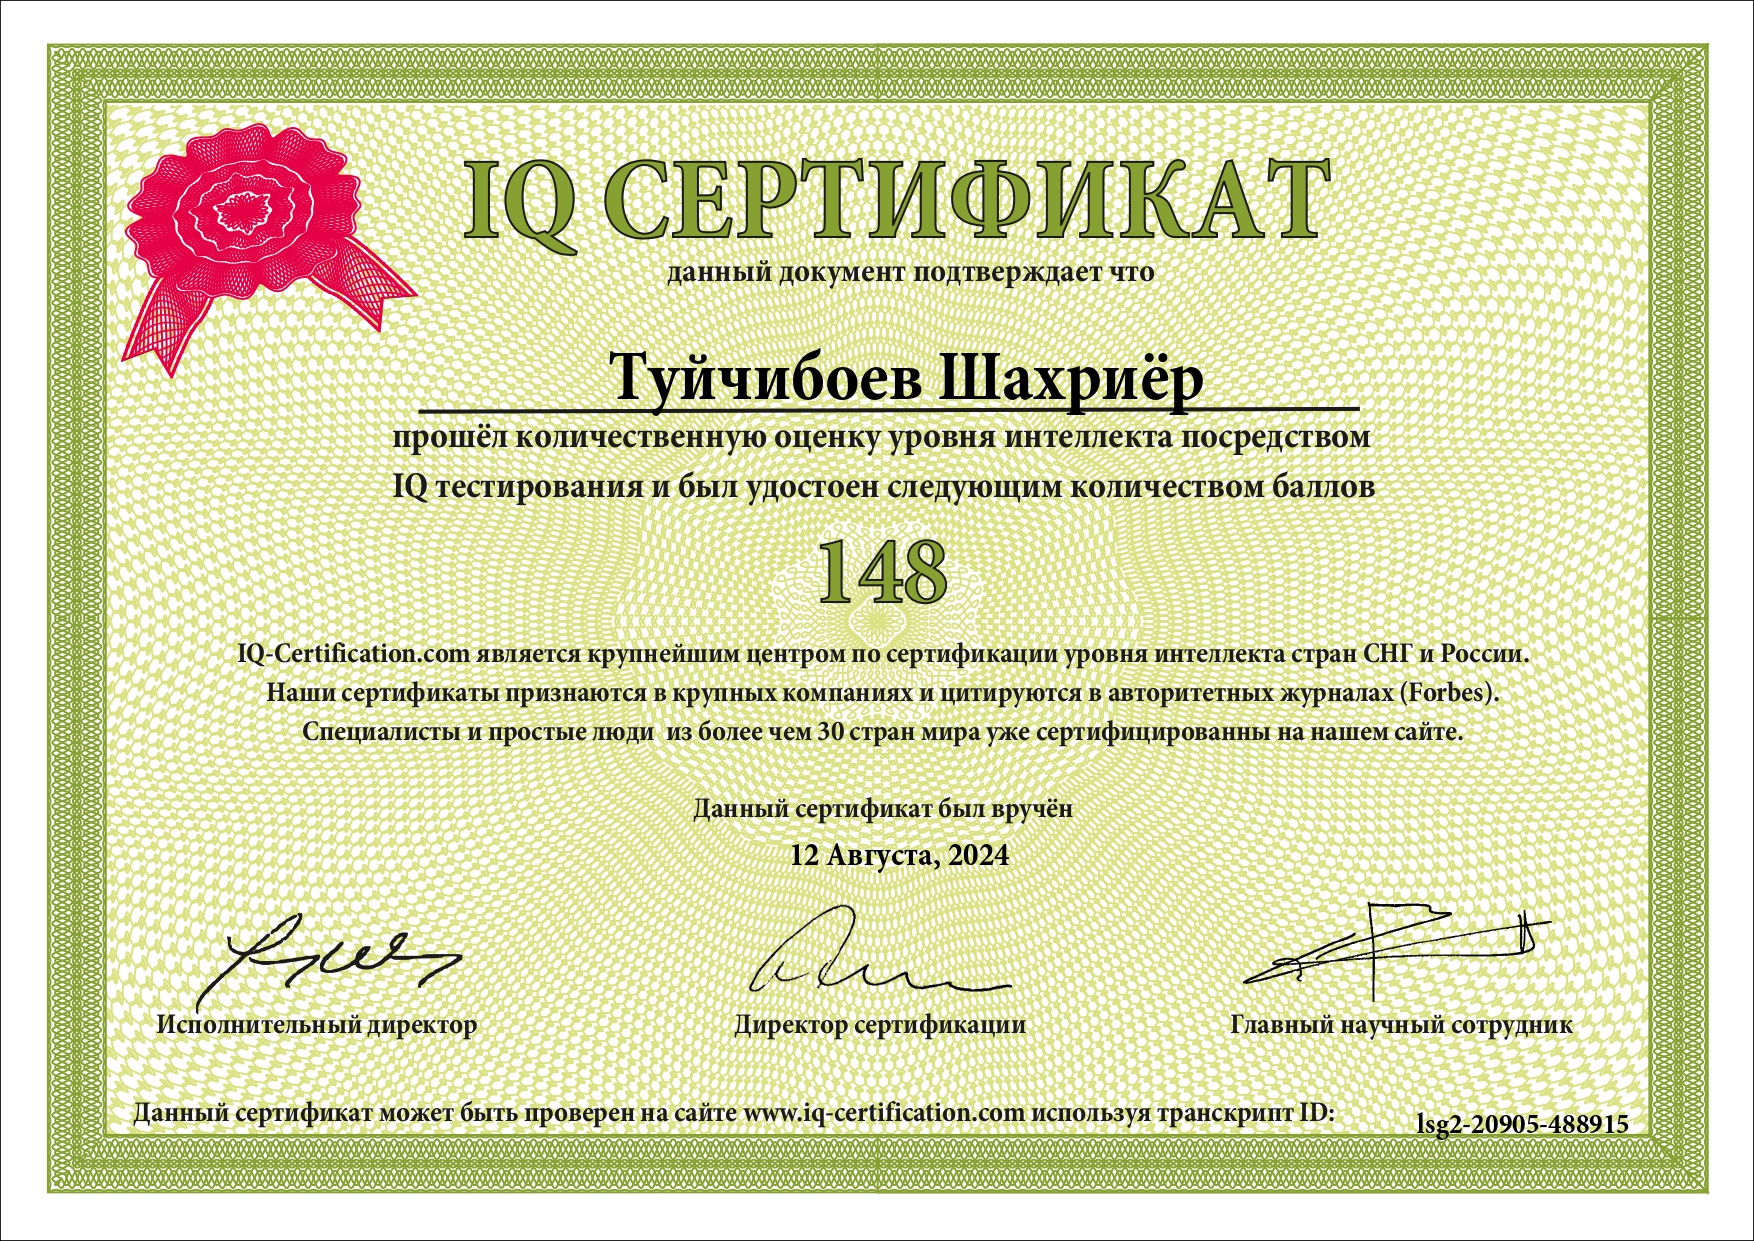 IQ СЕРТИФИКАТ
данный документ подтверждает что
Туйчибоев Шахриёр
прошёл количественную оценку уровня интеллекта посредством
IQ тестирования и был удостоен следующим количеством баллов
148
IQ-Certification.com является крупнейшим центром по сертификации уровня интеллекта стран СНГ и России.
Наши сертификаты признаются в крупных компаниях и цитируются в авторитетных журналах (Forbes).
Специалисты и простые люди из более чем 30 стран мира уже сертифицированны на нашем сайте.
Данный сертификат был вручён
12 Августа, 2024
Исполнительный директор
Директор сертификации
Главный научный сотрудник
Данный сертификат может быть проверен на сайте www.iq-certification.com используя транскрипт ID:
lsg2-20905-488915